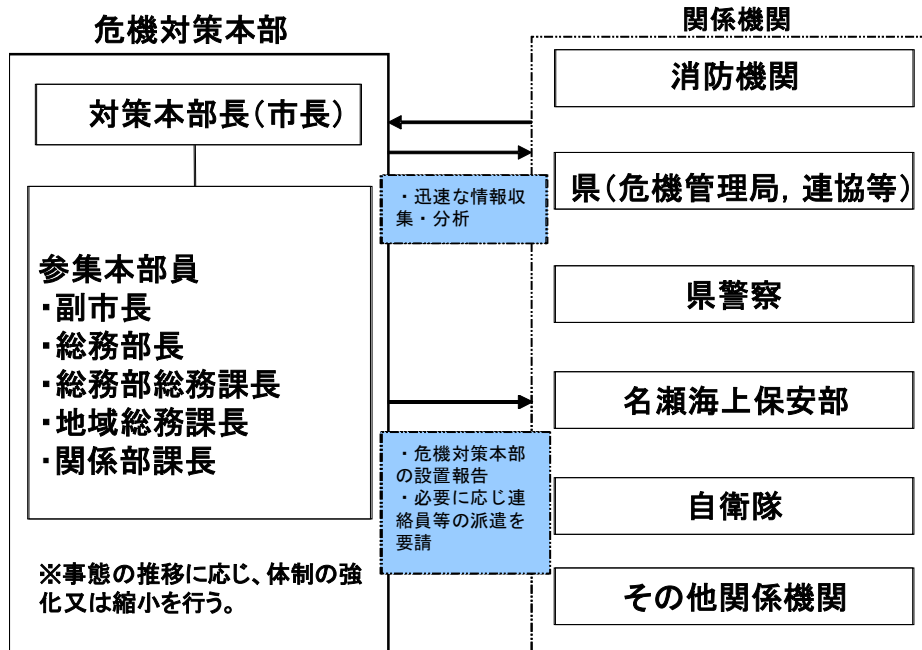 危機対策本部
対策本部長（市長）
参集本部員
・副市長
・総務部長
・総務部総務課長
・地域総務課長
・関係部課長
※事態の推移に応じ、体制の強
化又は縮小を行う。
・迅速な情報収
集・分析
・危機対策本部
の設置報告
・必要に応じ連
絡員等の派遣を
要請
関係機関
消防機関
県（危機管理局，連協等）
県警察
名瀬海上保安部
自衛隊
その他関係機関